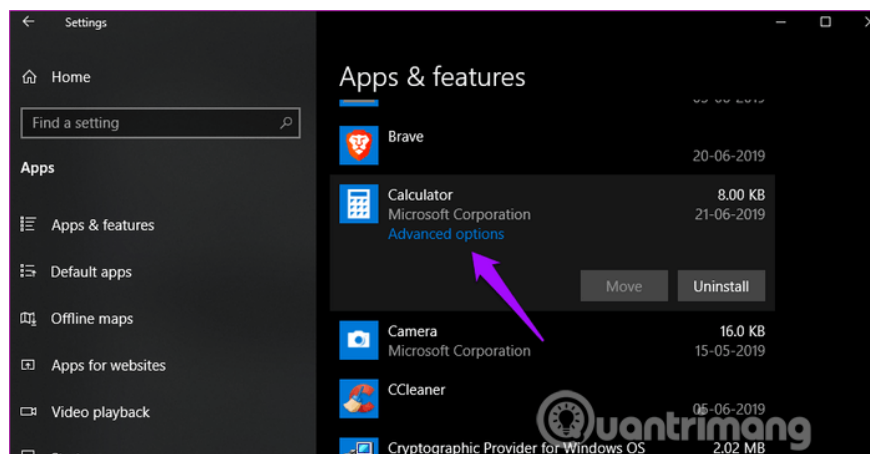 Settings
Home
Find a setting
Apps
Apps & features
Default apps
Offline maps
Apps for websites
Video playback
Apps & features
Brave
20-06-2019
Calculator 8.00 KB
Microsoft Corporation 21-06-2019
Advanced options
Move Uninstall
Camera 16.0 KB
Microsoft Corporation 15-05-2019
CCleaner
05-06-2019
Quantrimang
Cryptographic Provider for Windows OS 2.02 MB